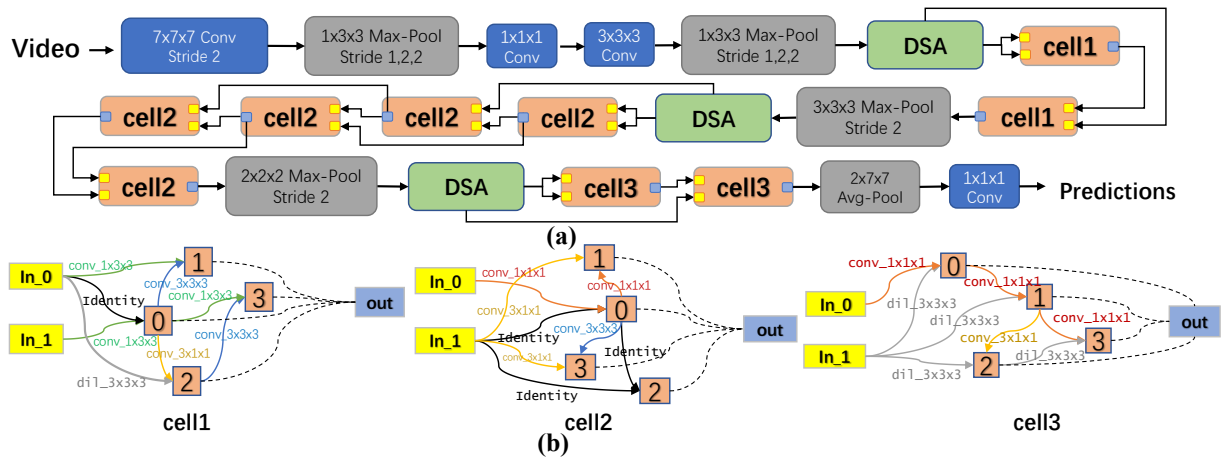 Video
7x7x7 Conv
Stride 2
1x3x3 Max-Pool
Stride 1,2,2
1x1x1
Conv
3x3x3
Conv
1x3x3 Max-Pool
Stride 1,2,2
DSA
cell1
cell2
cell2
cell2
cell2
DSA
3x3x3 Max-Pool
Stride 2
cell1
cell2
2x2x2 Max-Pool
Stride 2
DSA
cell3
cell3
2x7x7
Avg-Pool
1x1x1
Conv
Predictions
(a)
In_0
conv_1x3x3
1
conv_3x3x3
conv_1x3x3
Identity
3
0
out
In_1
conv_1x3x3
conv_3x1x1
conv_3x3x3
dil_3x3x3
2
cell1
In_0
conv_1x1x1
1
conv_1x1x1
conv_3x1x1
0
Identity
conv_3x3x3
out
In_1
conv_3x1x1
Identity
3
Identity
2
cell2
In_0
conv_1x1x1
0
conv_1x1x1
dil_3x3x3
dil_3x3x3
1
conv_1x1x1
out
In_1
conv_3x1x1
3
dil_3x3x3
2
dil_3x3x3
cell3
(b)